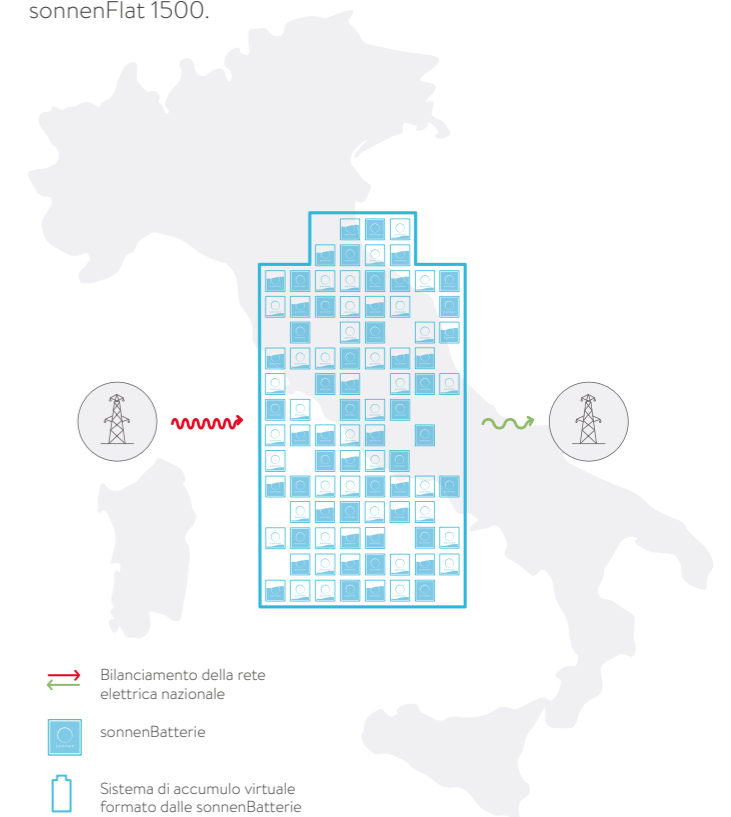 sonnenFlat 1500.
Bilanciamento della rete
elettrica nazionale
sonnenBatterie
Sistema di accumulo virtuale
formato dalle sonnenBatterie